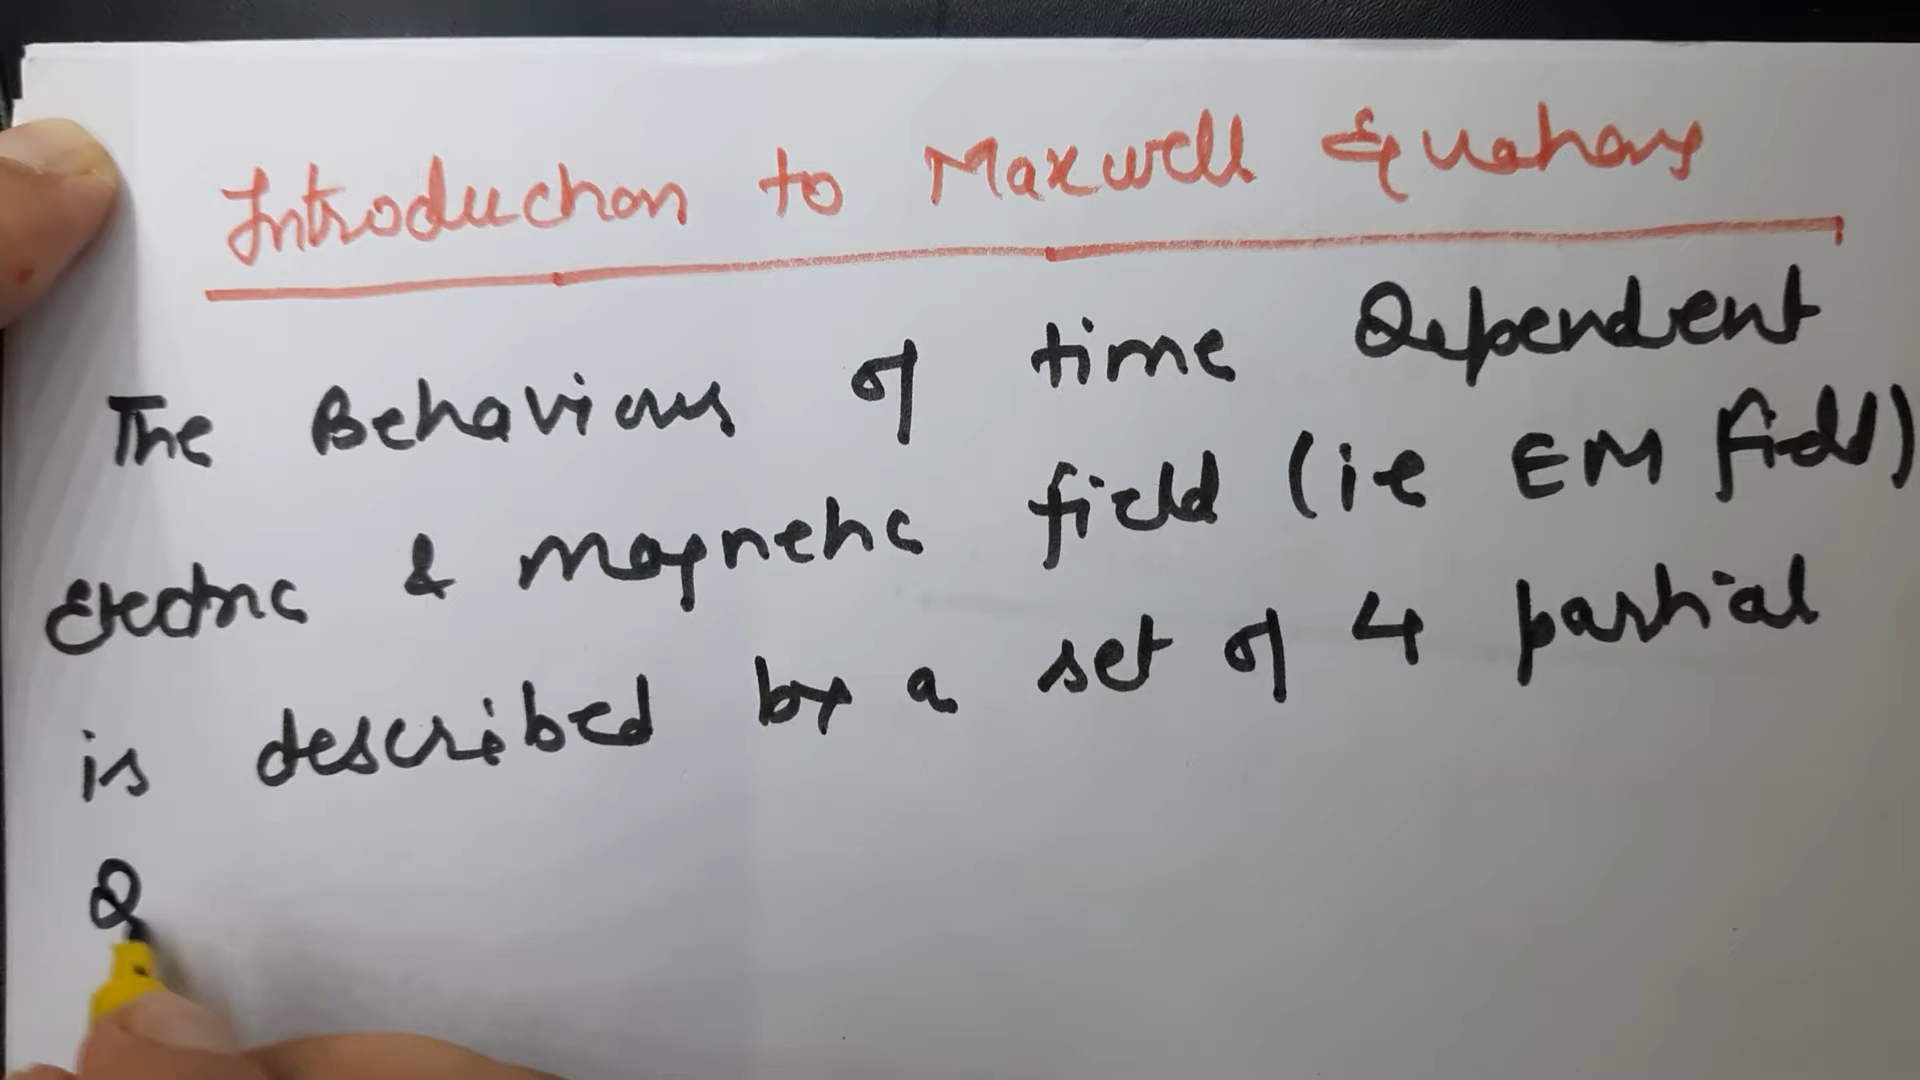 Introduction to Maxwell Equations
The Behaviour of time Dependent
Electric & magnetic field (ie EM field)
is described by a set of 4 partial
D